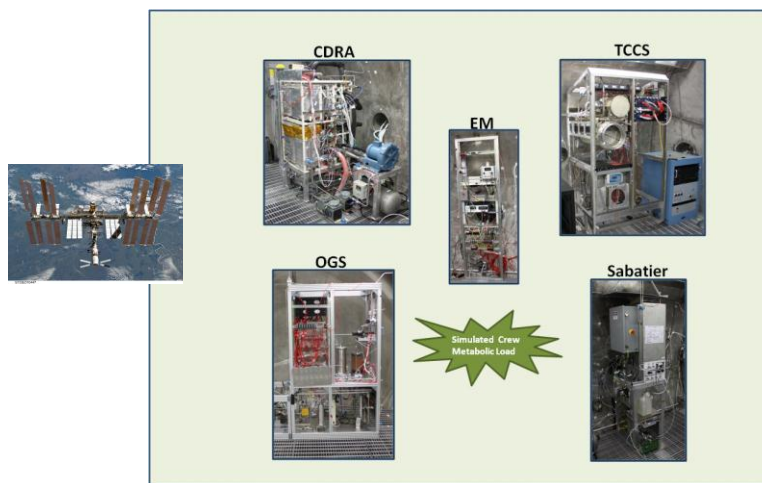 CDRA
TCCS
EM
OGS
Sabatier
Simulated Crew
Metabolic Load